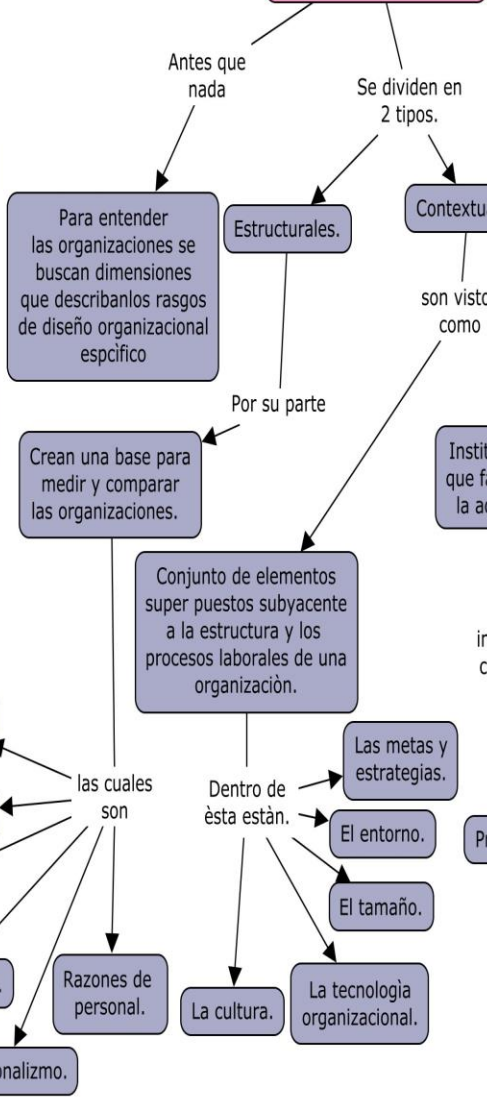 Antes que
nada
Se dividen en
2 tipos.
Para entender
las organizaciones se
buscan dimensiones
que describanlos rasgos
de diseño organizacional
espcìfico
Estructurales.
son
como
Por su parte
Crean una base para
medir y comparar
las organizaciones.
que
la
Conjunto de elementos
super puestos subyacente
a la estructura y los
procesos laborales de una
organizaciòn.
las cuales
son
Dentro de
èsta estàn.
Las metas y
estrategias.
El entorno.
El tamaño.
Razones de
personal.
La cultura.
La tecnologìa
organizacional.